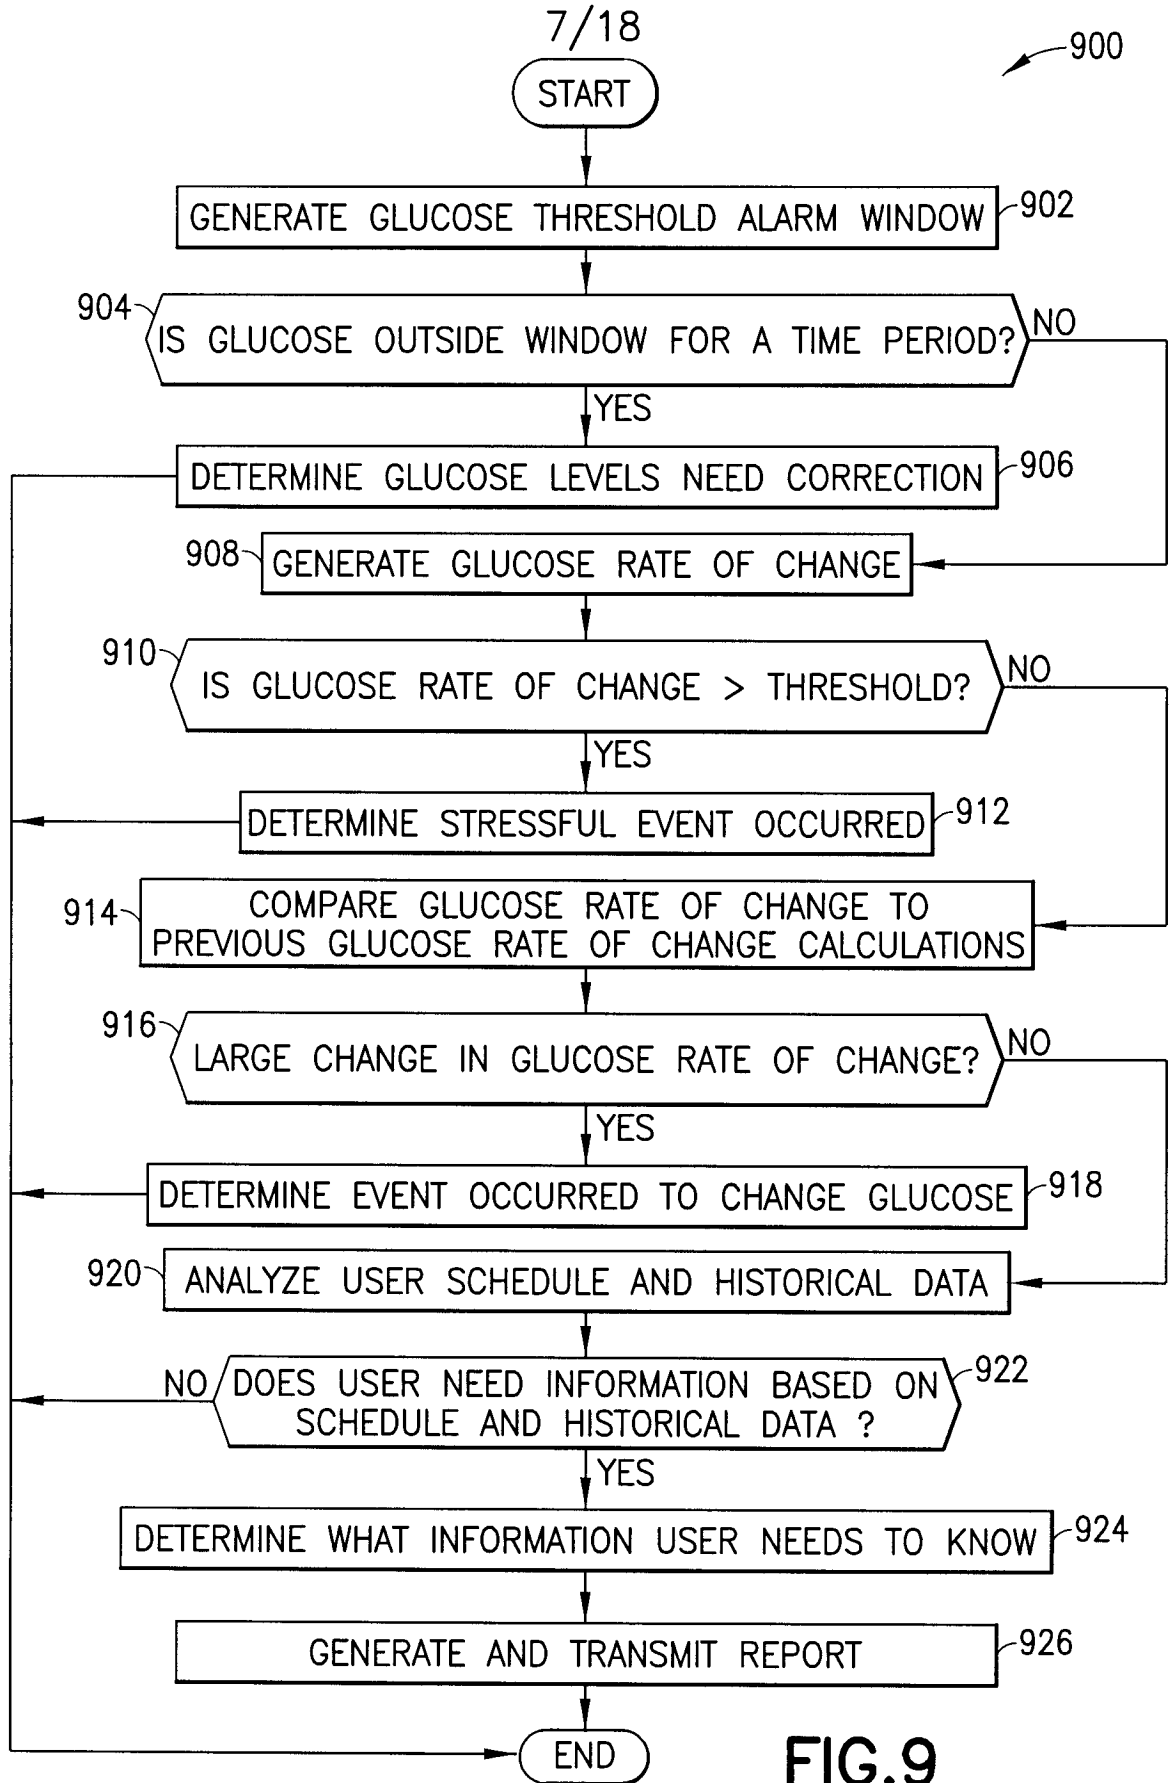 7/18
900
START
GENERATE GLUCOSE THRESHOLD ALARM WINDOW
902
904
IS GLUCOSE OUTSIDE WINDOW FOR A TIME PERIOD?
NO
YES
DETERMINE GLUCOSE LEVELS NEED CORRECTION
906
908
GENERATE GLUCOSE RATE OF CHANGE
910
IS GLUCOSE RATE OF CHANGE > THRESHOLD?
NO
YES
DETERMINE STRESSFUL EVENT OCCURRED
912
914
COMPARE GLUCOSE RATE OF CHANGE TO
PREVIOUS GLUCOSE RATE OF CHANGE CALCULATIONS
916
LARGE CHANGE IN GLUCOSE RATE OF CHANGE?
NO
YES
DETERMINE EVENT OCCURRED TO CHANGE GLUCOSE
918
920
ANALYZE USER SCHEDULE AND HISTORICAL DATA
NO
DOES USER NEED INFORMATION BASED ON
SCHEDULE AND HISTORICAL DATA ?
922
YES
DETERMINE WHAT INFORMATION USER NEEDS TO KNOW
924
GENERATE AND TRANSMIT REPORT
926
END
FIG.9